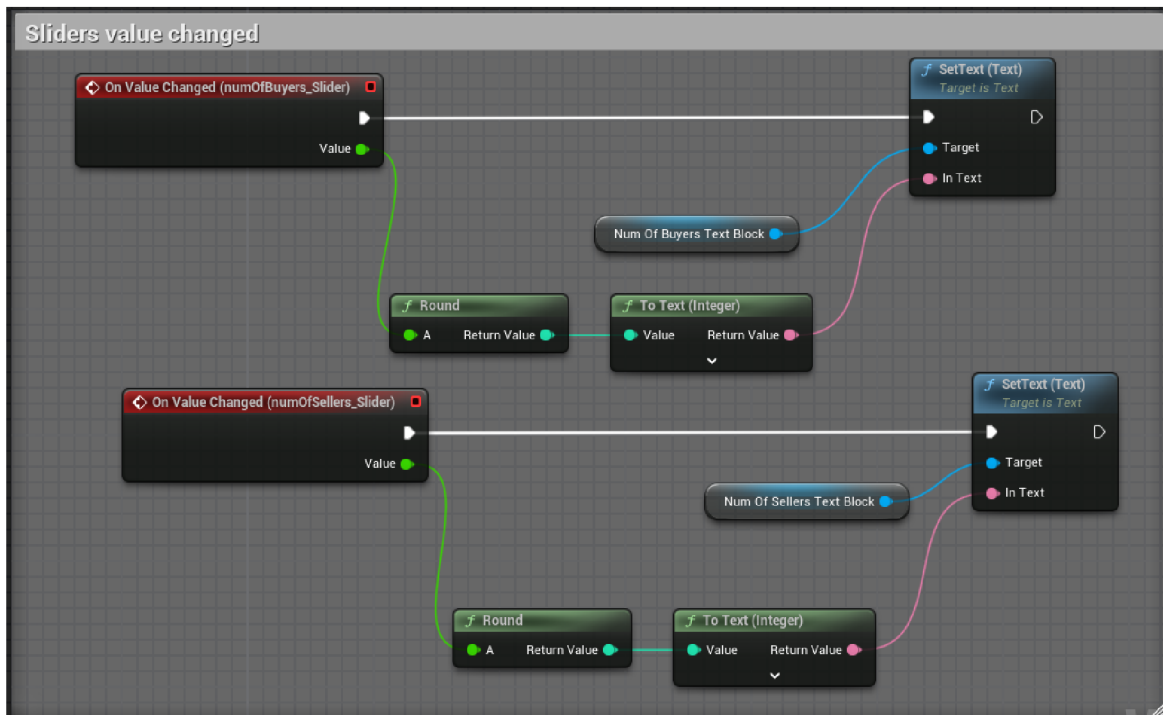 Sliders value changed
On Value Changed (numOfBuyers_Slider)
Value
f SetText (Text)
Target is Text
Target
In Text
Num Of Buyers Text Block
f Round
A Return Value
f To Text (Integer)
Value Return Value
On Value Changed (numOfSellers_Slider)
Value
f SetText (Text)
Target is Text
Target
In Text
Num Of Sellers Text Block
f Round
A Return Value
f To Text (Integer)
Value Return Value